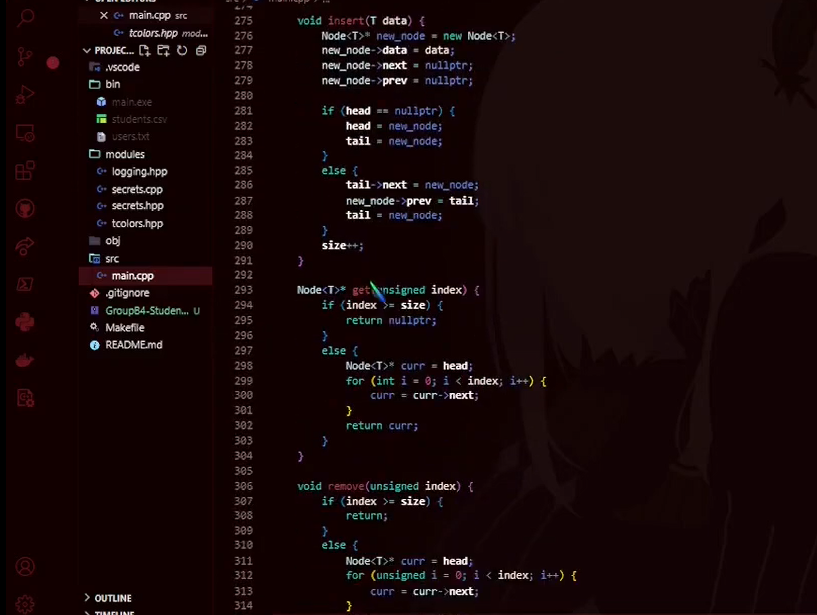 main.cpp src
tcolors.hpp mod...
PROJEC...
.vscode
bin
main.exe
students.csv
users.txt
modules
logging.hpp
secrets.cpp
secrets.hpp
tcolors.hpp
obj
src
main.cpp
.gitignore
GroupB4-Studen... U
Makefile
README.md
OUTLINE
275 void insert(T data) {
276 Node<T>* new_node = new Node<T>;
277 new_node->data = data;
278 new_node->next = nullptr;
279 new_node->prev = nullptr;
280
281 if (head == nullptr) {
282 head = new_node;
283 tail = new_node;
284 }
285 else {
286 tail->next = new_node;
287 new_node->prev = tail;
288 tail = new_node;
289 }
290 size++;
291 }
292
293 Node<T>* get(unsigned index) {
294 if (index >= size) {
295 return nullptr;
296 }
297 else {
298 Node<T>* curr = head;
299 for (int i = 0; i < index; i++) {
300 curr = curr->next;
301 }
302 return curr;
303 }
304 }
305
306 void remove(unsigned index) {
307 if (index >= size) {
308 return;
309 }
310 else {
311 Node<T>* curr = head;
312 for (unsigned i = 0; i < index; i++) {
313 curr = curr->next;
314 }